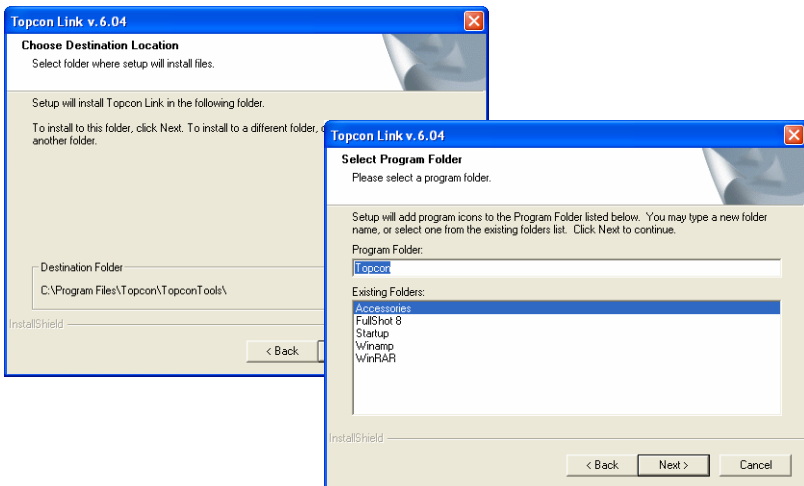 Topcon Link v.6.04
Choose Destination Location
Select folder where setup will install files.
Setup will install Topcon Link in the following folder.
To install to this folder, click Next. To install to a different folder,
another folder.
Destination Folder
C:\Program Files\Topcon\TopconTools\
InstallShield
< Back
Topcon Link v.6.04
Select Program Folder
Please select a program folder.
Setup will add program icons to the Program Folder listed below. You may type a new folder
name, or select one from the existing folders list. Click Next to continue.
Program Folder:
Topcon
Existing Folders:
Accessories
FullShot 8
Startup
Winamp
WinRAR
InstallShield
< Back Next > Cancel